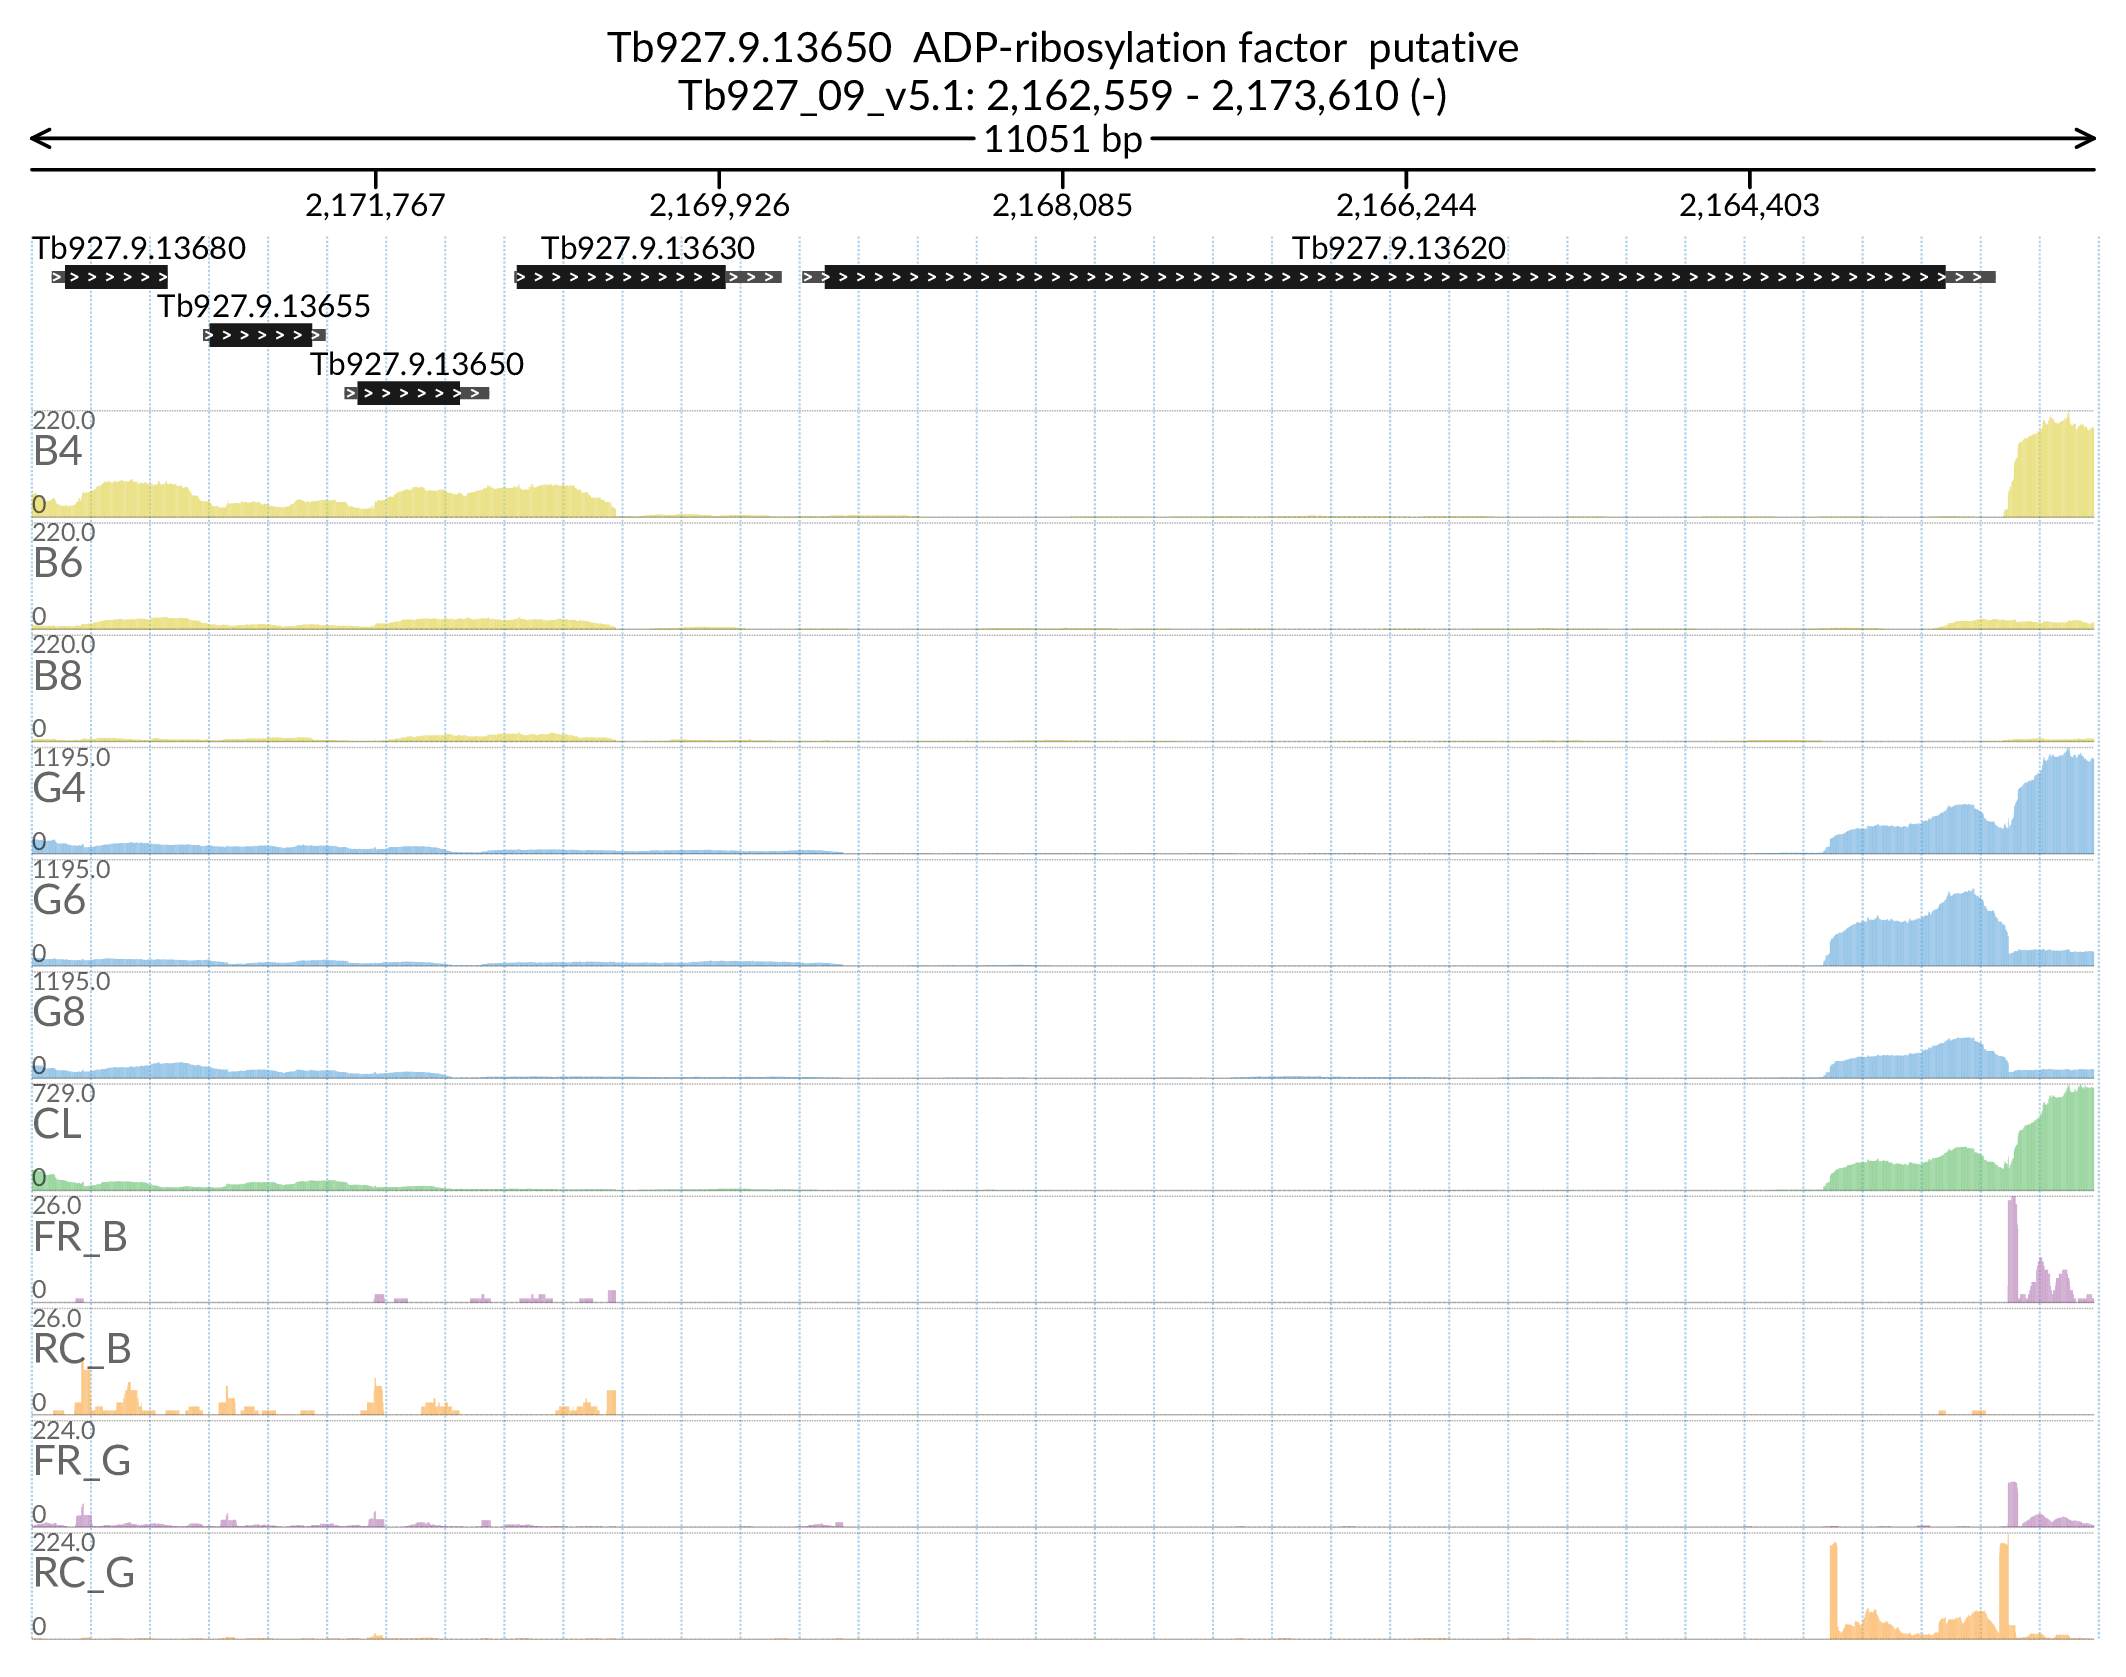 Tb927.9.13650  ADP-ribosylation factor  putative
Tb927_09_v5.1: 2,162,559 - 2,173,610 (-)
11051 bp
2,171,767 2,169,926 2,168,085 2,166,244 2,164,403
Tb927.9.13680 Tb927.9.13630 Tb927.9.13620
Tb927.9.13655
Tb927.9.13650
220.0
B4
0
220.0
B6
0
220.0
B8
0
1195.0
G4
0
1195.0
G6
0
1195.0
G8
0
729.0
CL
0
26.0
FR_B
0
26.0
RC_B
0
224.0
FR_G
0
224.0
RC_G
0